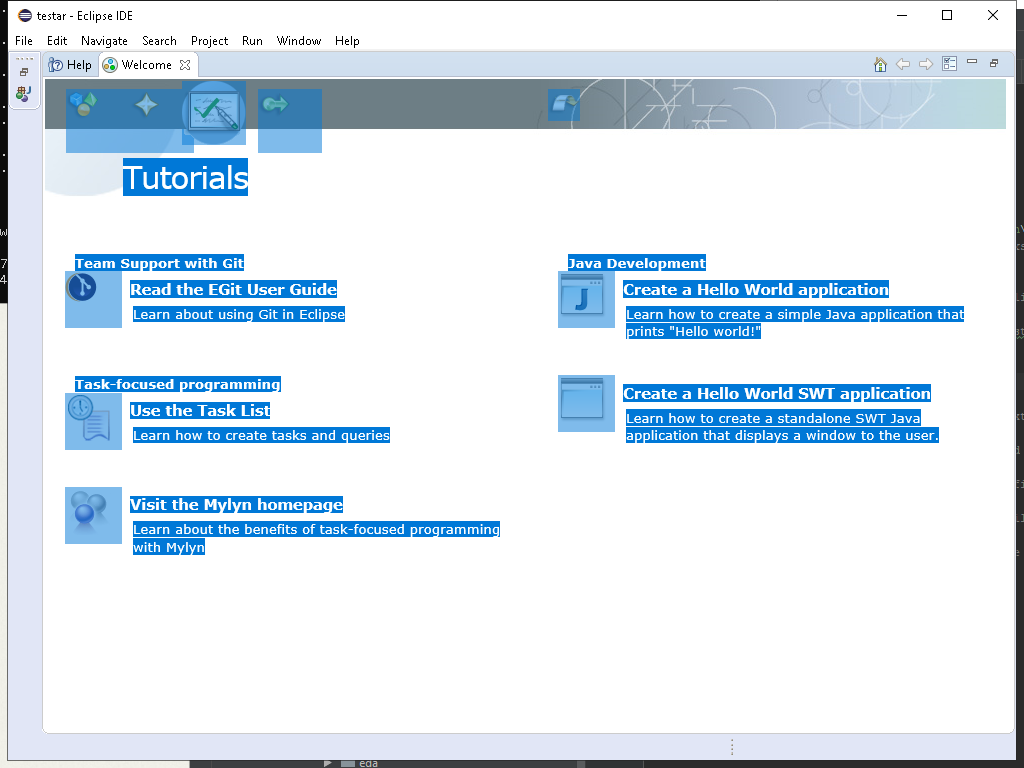 testar - Eclipse IDE
File Edit Navigate Search Project Run Window Help
Help Welcome
Tutorials
Team Support with Git
Read the EGit User Guide
Learn about using Git in Eclipse
Task-focused programming
Use the Task List
Learn how to create tasks and queries
Visit the Mylyn homepage
Learn about the benefits of task-focused programming
with Mylyn
Java Development
Create a Hello World application
Learn how to create a simple Java application that
prints "Hello world!"
Create a Hello World SWT application
Learn how to create a standalone SWT Java
application that displays a window to the user.
eda